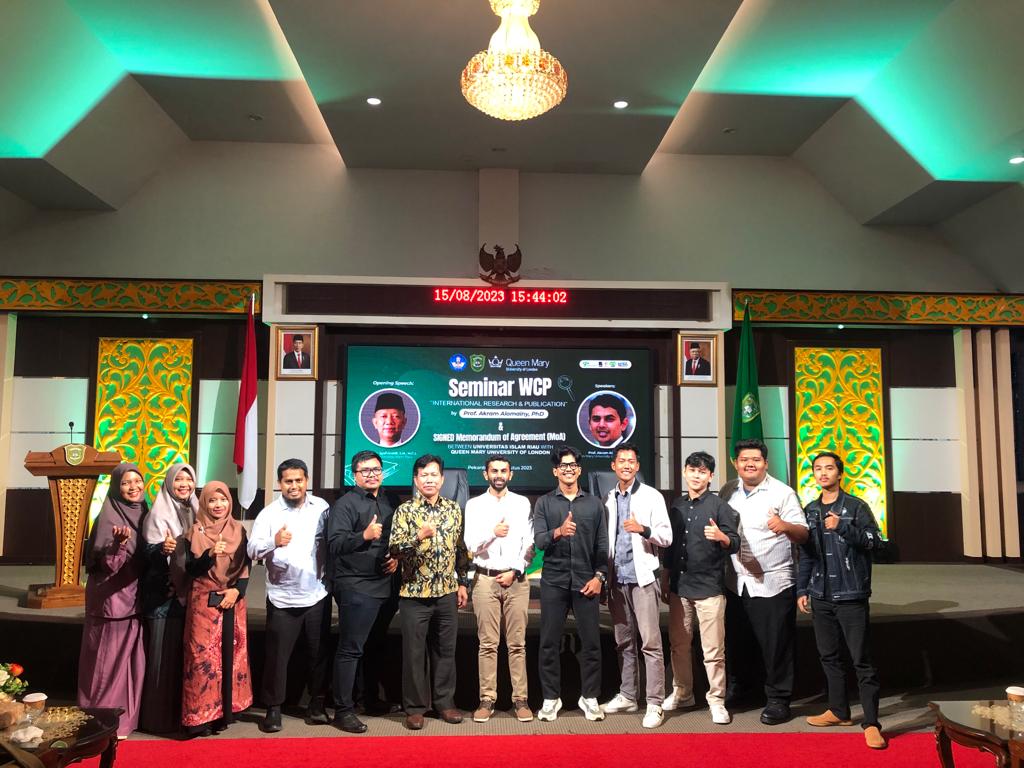 15/08/2023 15:44:02
Queen Mary
University of London
Opening Speech:
Seminar WCP
"INTERNATIONAL RESEARCH & PUBLICATION"
Speaker:
by Prof. Akram Alomainy, PhD
&
SIGNED Memorandum of Agreement (MoA)
BETWEEN UNIVERSITAS ISLAM RIAU WITH
QUEEN MARY UNIVERSITY OF LONDON
2023